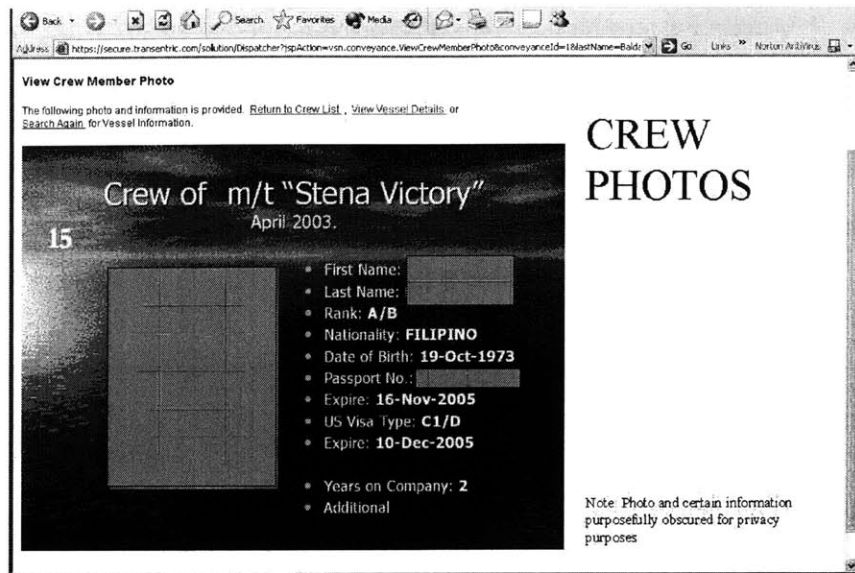 Back
Search
Favorites
Media
Address https://secure.transentric.com/solution/Dispatcher?jspAction=vsn.conveyance.ViewCrewMemberPhoto&conveyanceId=1&lastName=Balda
Go
Links »
Norton AntiVirus
View Crew Member Photo
The following photo and information is provided. Return to Crew List , View Vessel Details or
Search Again for Vessel Information.
Crew of m/t “Stena Victory”
April 2003.
15
• First Name:
• Last Name:
• Rank: A/B
• Nationality: FILIPINO
• Date of Birth: 19-Oct-1973
• Passport No.:
• Expire: 16-Nov-2005
• US Visa Type: C1/D
• Expire: 10-Dec-2005
• Years on Company: 2
• Additional
CREW
PHOTOS
Note: Photo and certain information
purposefully obscured for privacy
purposes